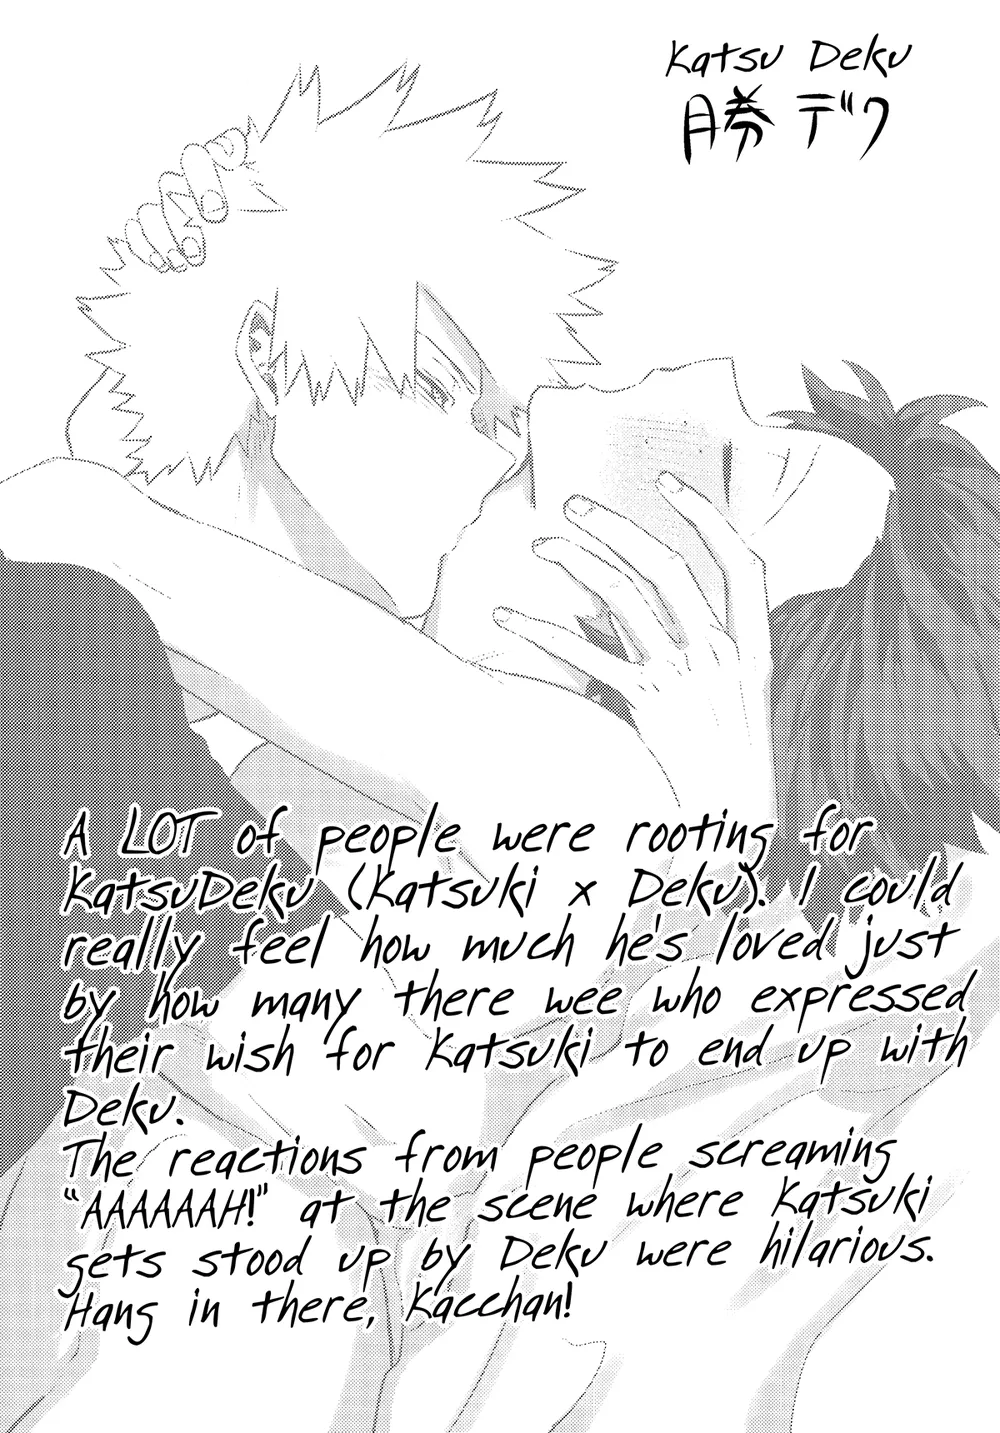 Katsu Deku
勝デク
A LOT of people were rooting for
KatsuDeku (Katsuki x Deku). I could
really feel how much he's loved just
by how many there wee who expressed
their wish for Katsuki to end up with
Deku.
The reactions from people screaming
"AAAAAAH!" at the scene where Katsuki
gets stood up by Deku were hilarious.
Hang in there, Kacchan!